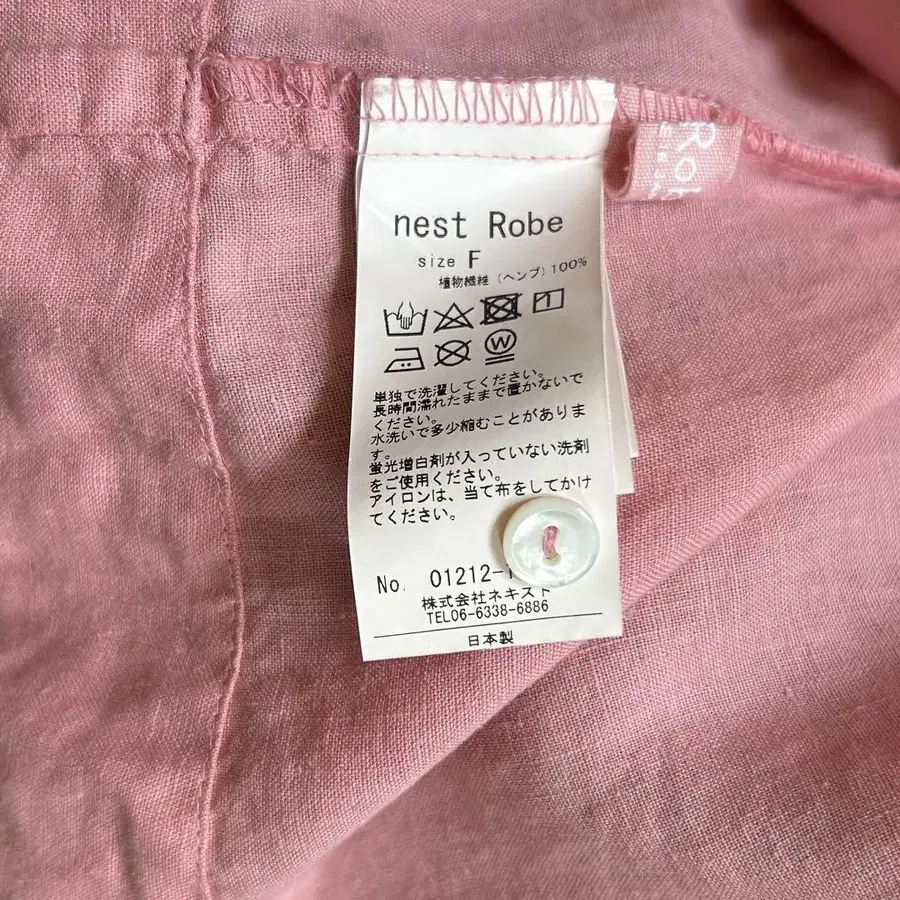 nest Robe
size F
植物繊維（ヘンプ）100%
W
単独で洗濯してください。
長時間濡れたままで置かないで
ください。
水洗いで多少縮むことがありま
す。
蛍光増白剤が入っていない洗剤
をご使用ください。
アイロンは、当て布をしてかけ
てください。
No. 01212-
株式会社ネキスト
TEL06-6338-6886
日本製